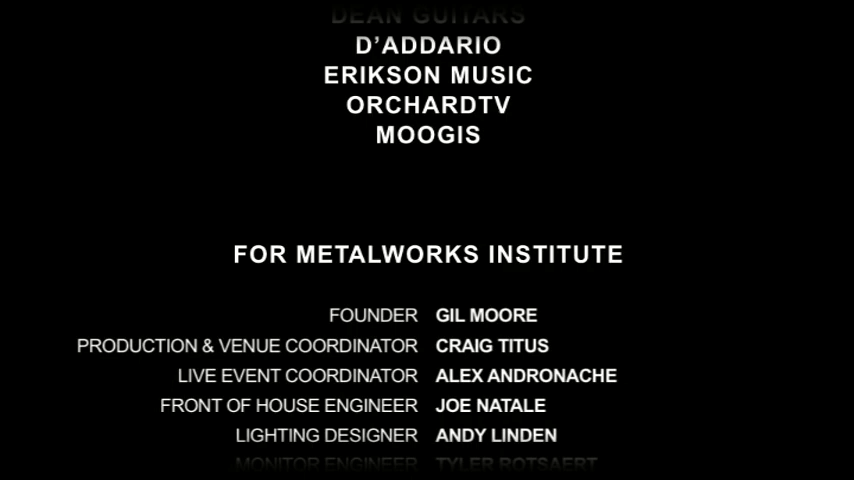 DEAN GUITARS
D'ADDARIO
ERIKSON MUSIC
ORCHARDTV
MOOGIS
FOR METALWORKS INSTITUTE
FOUNDER GIL MOORE
PRODUCTION & VENUE COORDINATOR CRAIG TITUS
LIVE EVENT COORDINATOR ALEX ANDRONACHE
FRONT OF HOUSE ENGINEER JOE NATALE
LIGHTING DESIGNER ANDY LINDEN
MONITOR ENGINEER TYLER ROTSAERT